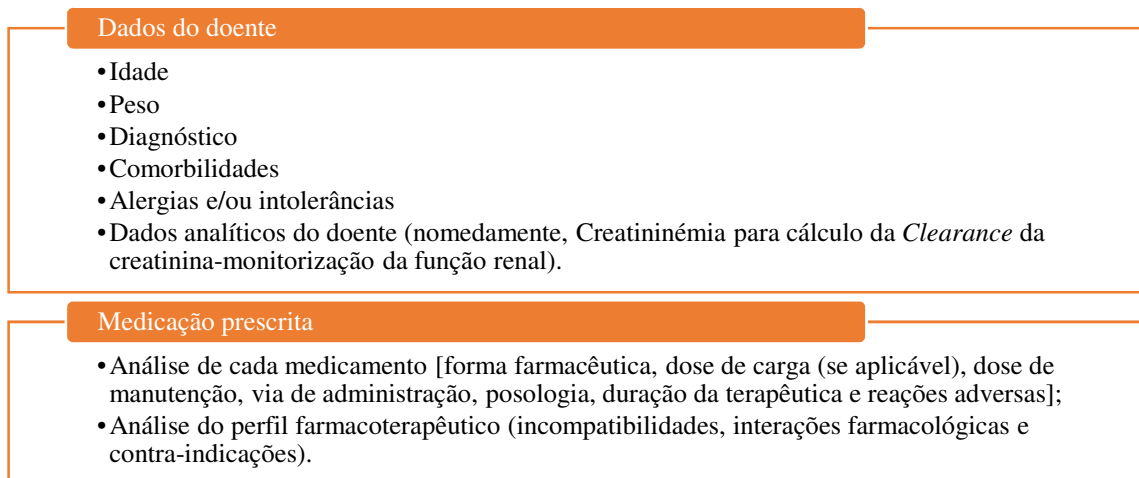 Dados do doente
•Idade
•Peso
•Diagnóstico
•Comorbilidades
•Alergias e/ou intolerâncias
•Dados analíticos do doente (nomedamente, Creatininémia para cálculo da Clearance da
creatinina-monitorização da função renal).
Medicação prescrita
•Análise de cada medicamento [forma farmacêutica, dose de carga (se aplicável), dose de
manutenção, via de administração, posologia, duração da terapêutica e reações adversas];
•Análise do perfil farmacoterapêutico (incompatibilidades, interações farmacológicas e
contra-indicações).